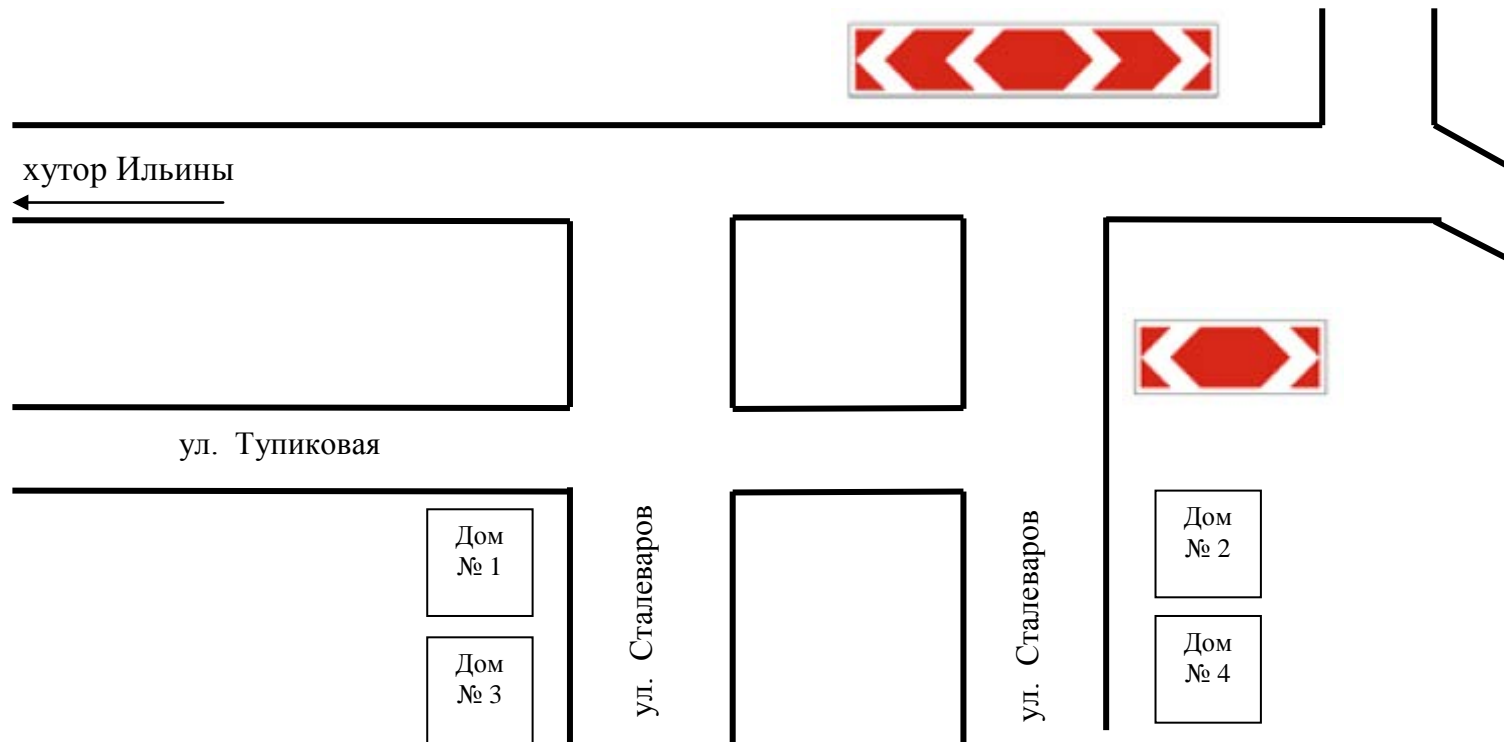 хутор Ильины
ул. Тупиковая
Дом
№ 1
Дом
№ 3
ул. Сталеваров
ул. Сталеваров
Дом
№ 2
Дом
№ 4